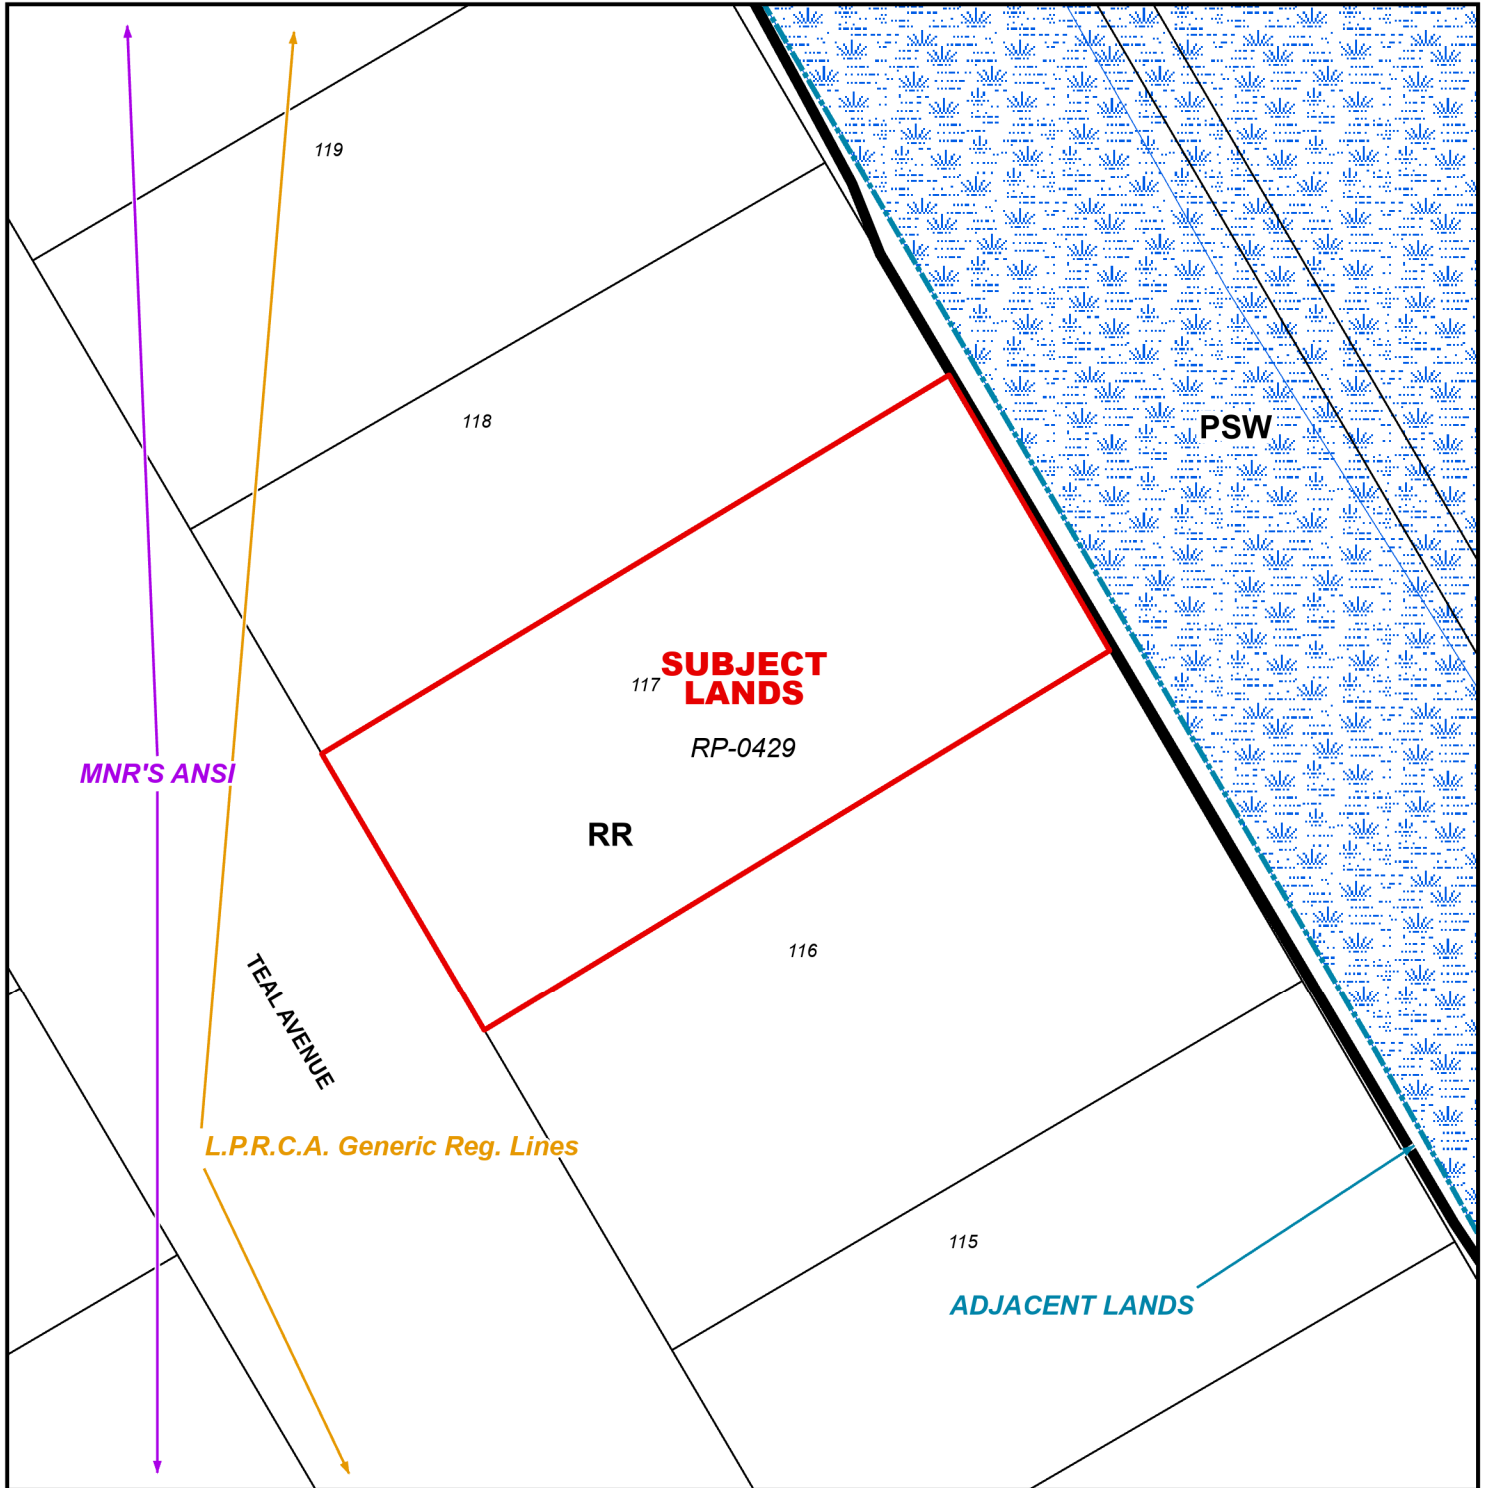 119
118
PSW
SUBJECT
117 LANDS
RP-0429
MNR'S ANSI
RR
116
TEAL AVENUE
L.P.R.C.A. Generic Reg. Lines
115
ADJACENT LANDS